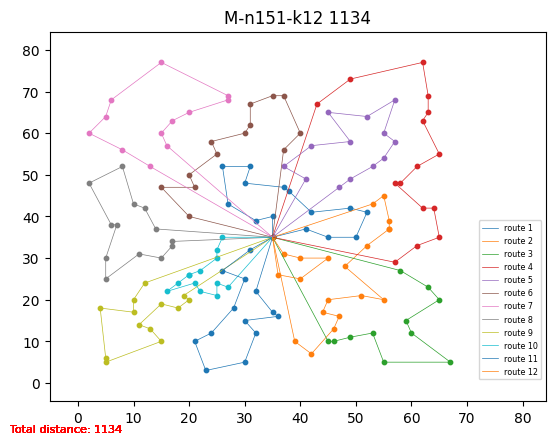 M-n151-k12 1134
80
70
60
50
40
30
20
10
0
0 10 20 30 40 50 60 70 80
route 1
route 2
route 3
route 4
route 5
route 6
route 7
route 8
route 9
route 10
route 11
route 12
Total distance: 1134